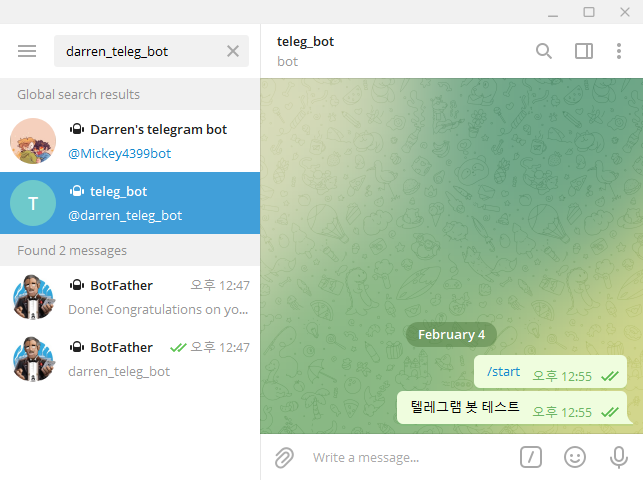 darren_teleg_bot
Global search results
Darren's telegram bot
@Mickey4399bot
T
teleg_bot
@darren_teleg_bot
Found 2 messages
BotFather 오후 12:47
Done! Congratulations on yo...
BotFather 오후 12:47
darren_teleg_bot
teleg_bot
bot
February 4
/start 오후 12:55
텔레그램 봇 테스트 오후 12:55
Write a message...